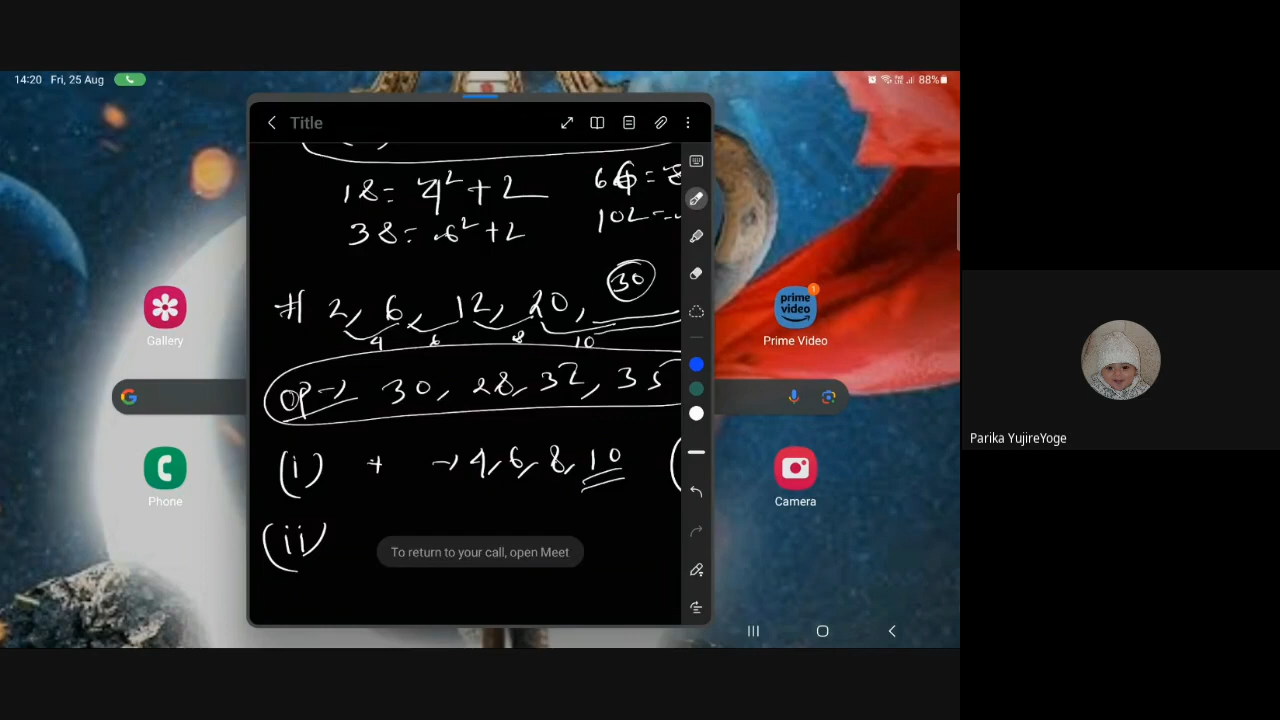 14:20 Fri, 25 Aug
88%
Title
18 = 4² + 2
38 = 6² + 2
102 =
30
# 2, 6, 12, 20,
4 6 8 10
OP→ 30, 28, 32, 35
(i) + → 4, 6, 8, 10
(ii)
To return to your call, open Meet
Gallery
prime video
1
Prime Video
G
Phone
Camera
Parika YujireYoge